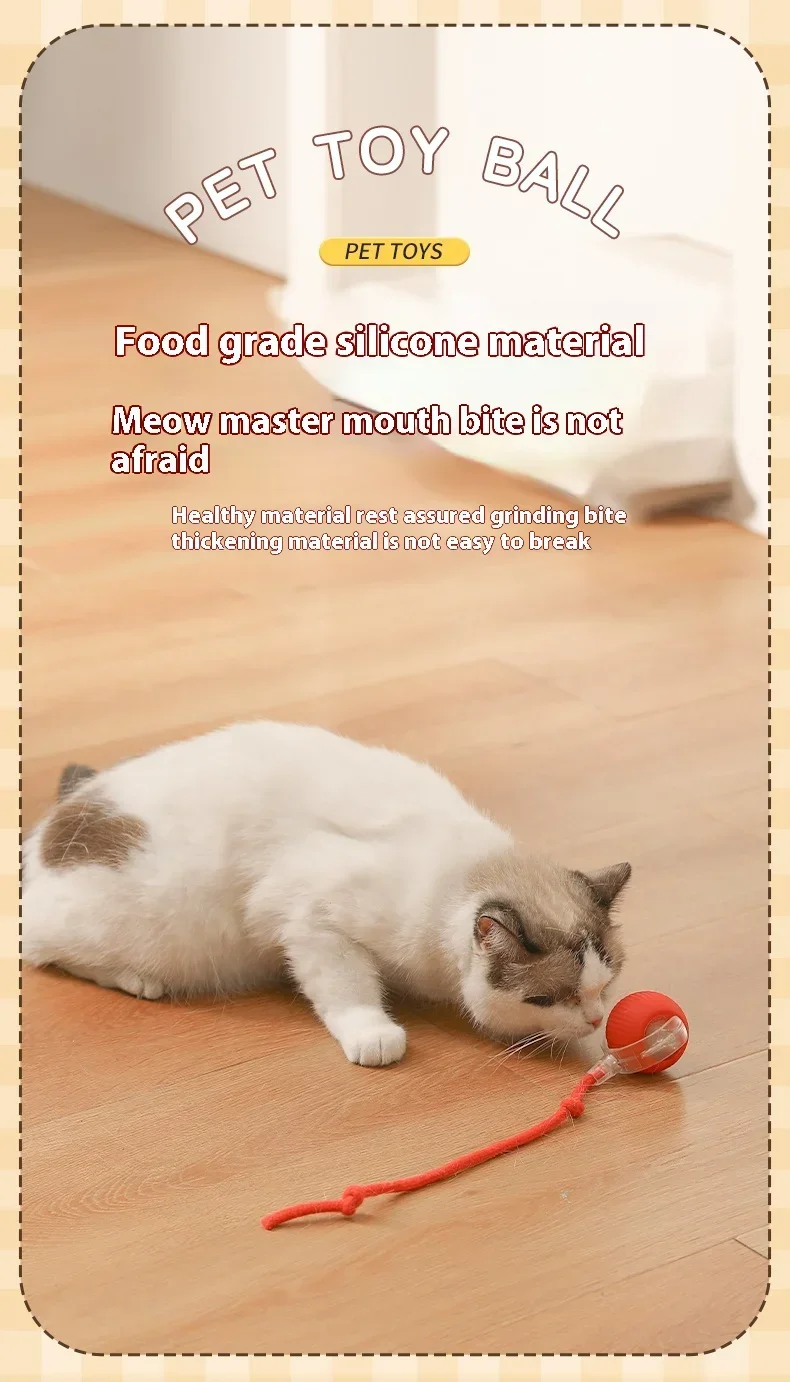 PET TOY BALL
PET TOYS
Food grade silicone material
Meow master mouth bite is not
afraid
Healthy material rest assured grinding bite
thickening material is not easy to break